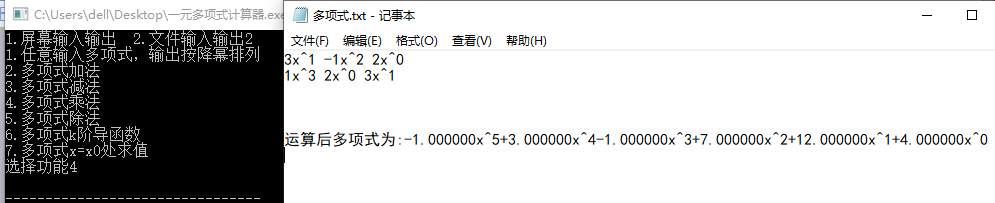 C:\Users\dell\Desktop\一元多项式计算器.exe
1.屏幕输入输出  2.文件输入输出2
1.任意输入多项式，输出按降幂排列
2.多项式加法
3.多项式减法
4.多项式乘法
5.多项式除法
6.多项式k阶导函数
7.多项式x=x0处求值
选择功能4
--------------------------------
多项式.txt - 记事本
文件(F)  编辑(E)  格式(O)  查看(V)  帮助(H)
3x^1 -1x^2 2x^0
1x^3 2x^0 3x^1
运算后多项式为:-1.000000x^5+3.000000x^4-1.000000x^3+7.000000x^2+12.000000x^1+4.000000x^0